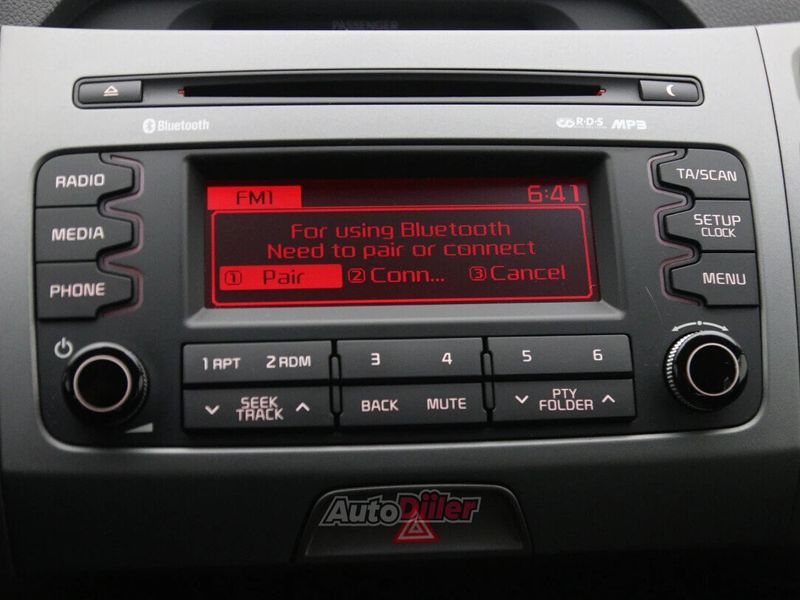 PASSENGER
Bluetooth
R·D·S MP3
RADIO
MEDIA
PHONE
FM1 6:41
For using Bluetooth
Need to pair or connect
① Pair ② Conn... ③ Cancel
TA/SCAN
SETUP
CLOCK
MENU
1 RPT 2 RDM 3 4 5 6
SEEK
TRACK
BACK MUTE
PTY
FOLDER
AutoDiiler